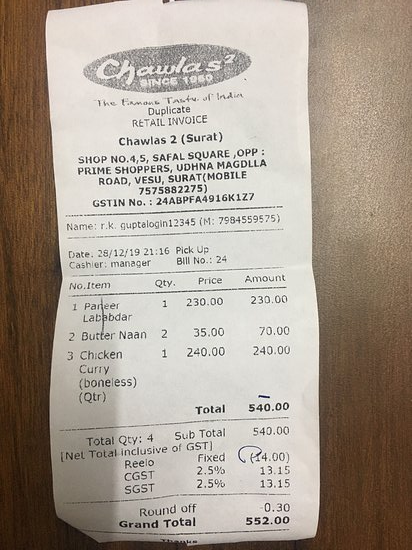 Chawla's²
SINCE 1960
The Famous Taste of India
Duplicate
RETAIL INVOICE
Chawlas 2 (Surat)
SHOP NO.4,5, SAFAL SQUARE ,OPP :
PRIME SHOPPERS, UDHNA MAGDLLA
ROAD, VESU, SURAT(MOBILE
7575882275)
GSTIN No. : 24ABPFA4916K1Z7
Name: r.k. guptalogin12345 (M: 7984559575)
Date: 28/12/19 21:16 Pick Up
Cashier: manager Bill No.: 24
No.Item Qty. Price Amount
1 Paneer 1 230.00 230.00
Lababdar
2 Butter Naan 2 35.00 70.00
3 Chicken 1 240.00 240.00
Curry
(boneless)
(Qtr)
Total 540.00
Total Qty: 4 Sub Total 540.00
[Net Total inclusive of GST]
Reelo Fixed (14.00)
CGST 2.5% 13.15
SGST 2.5% 13.15
Round off -0.30
Grand Total 552.00
Thanks